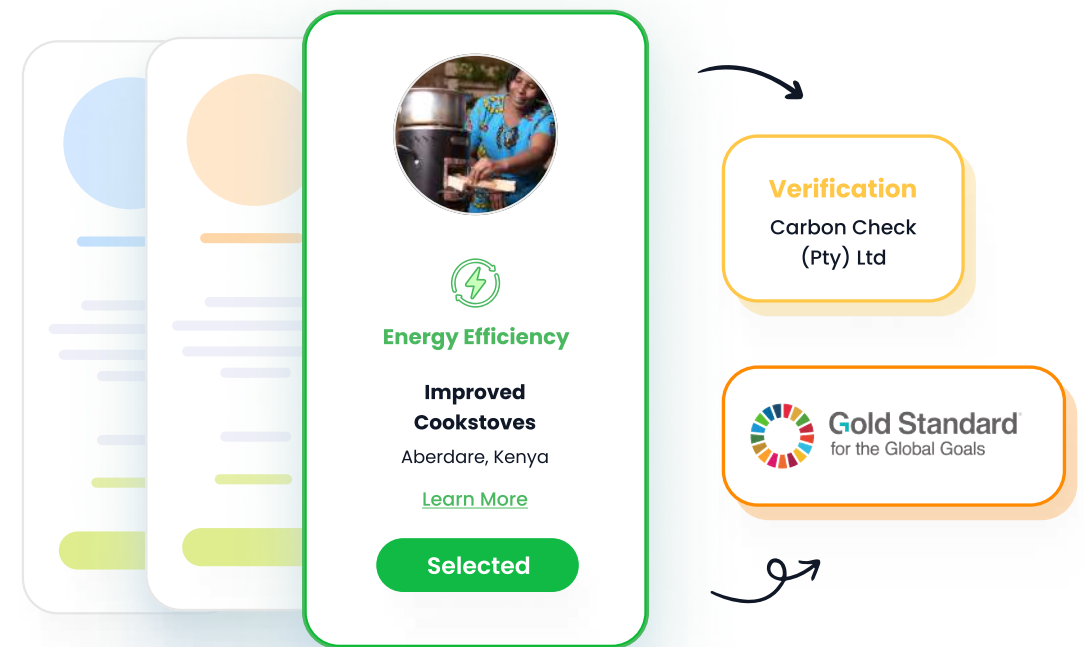 Energy Efficiency
Improved
Cookstoves
Aberdare, Kenya
Learn More
Selected
Verification
Carbon Check
(Pty) Ltd
Gold Standard
for the Global Goals